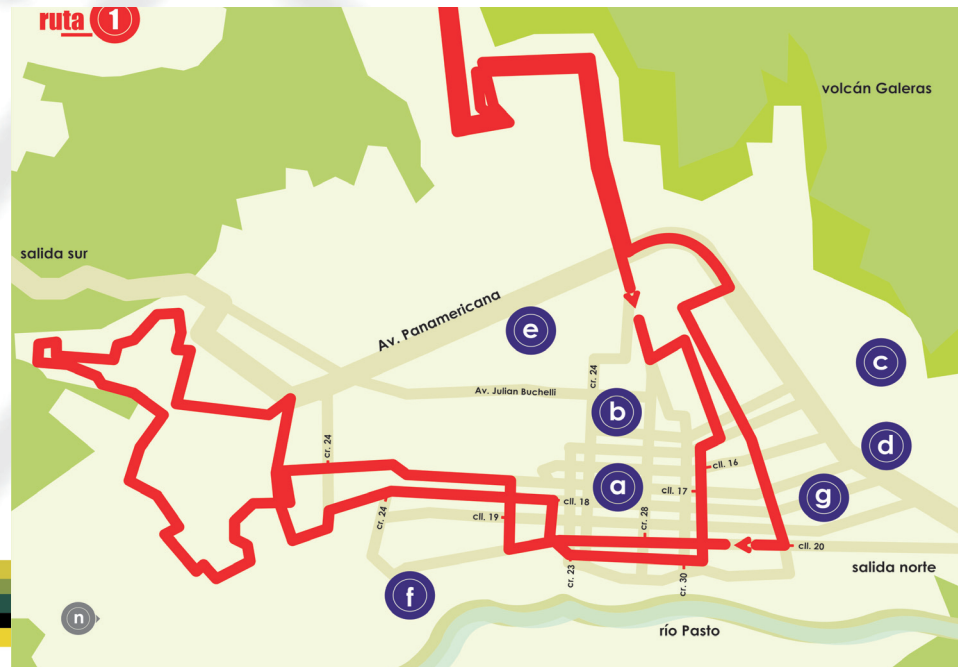 ruta 1
volcán Galeras
salida sur
Av. Panamericana
e
c
cr. 24
Av. Julian Buchelli
b
d
cr. 24
cll. 16
a
cll. 17
g
cr. 24
cll. 18
cll. 19
cr. 28
cll. 20
salida norte
cr. 23
cr. 30
f
n
río Pasto